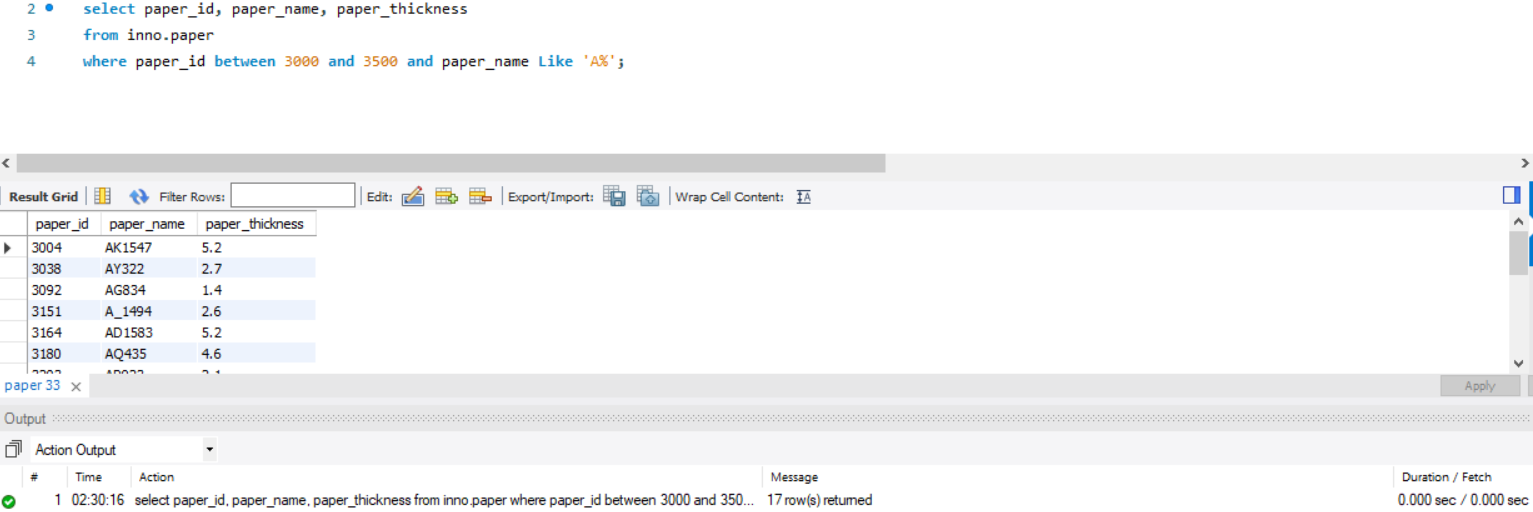 2 select paper_id, paper_name, paper_thickness
3 from inno.paper
4 where paper_id between 3000 and 3500 and paper_name Like 'A%';
Result Grid Filter Rows: Edit: Export/Import: Wrap Cell Content:
paper_id paper_name paper_thickness
3004 AK1547 5.2
3038 AY322 2.7
3092 AG834 1.4
3151 A_1494 2.6
3164 AD1583 5.2
3180 AQ435 4.6
paper 33 Apply
Output
Action Output
# Time Action Message Duration / Fetch
1 02:30:16 select paper_id, paper_name, paper_thickness from inno.paper where paper_id between 3000 and 350... 17 row(s) returned 0.000 sec / 0.000 sec